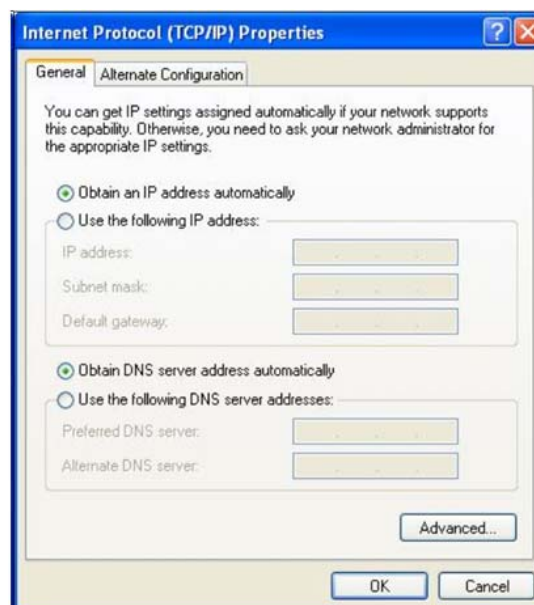 Internet Protocol (TCP/IP) Properties
General Alternate Configuration
You can get IP settings assigned automatically if your network supports
this capability. Otherwise, you need to ask your network administrator for
the appropriate IP settings.
Obtain an IP address automatically
Use the following IP address:
IP address:
Subnet mask:
Default gateway:
Obtain DNS server address automatically
Use the following DNS server addresses:
Preferred DNS server:
Alternate DNS server:
Advanced...
OK Cancel